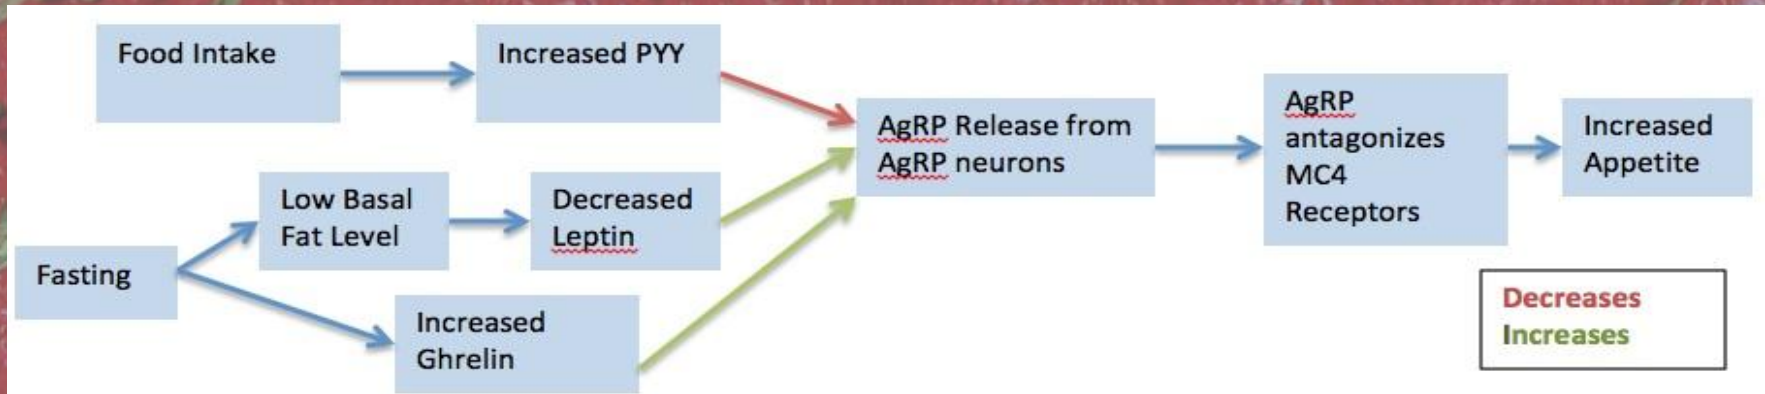 Food Intake
Increased PYY
AgRP Release from
AgRP neurons
AgRP
antagonizes
MC4
Receptors
Increased
Appetite
Low Basal
Fat Level
Decreased
Leptin
Fasting
Increased
Ghrelin
Decreases
Increases